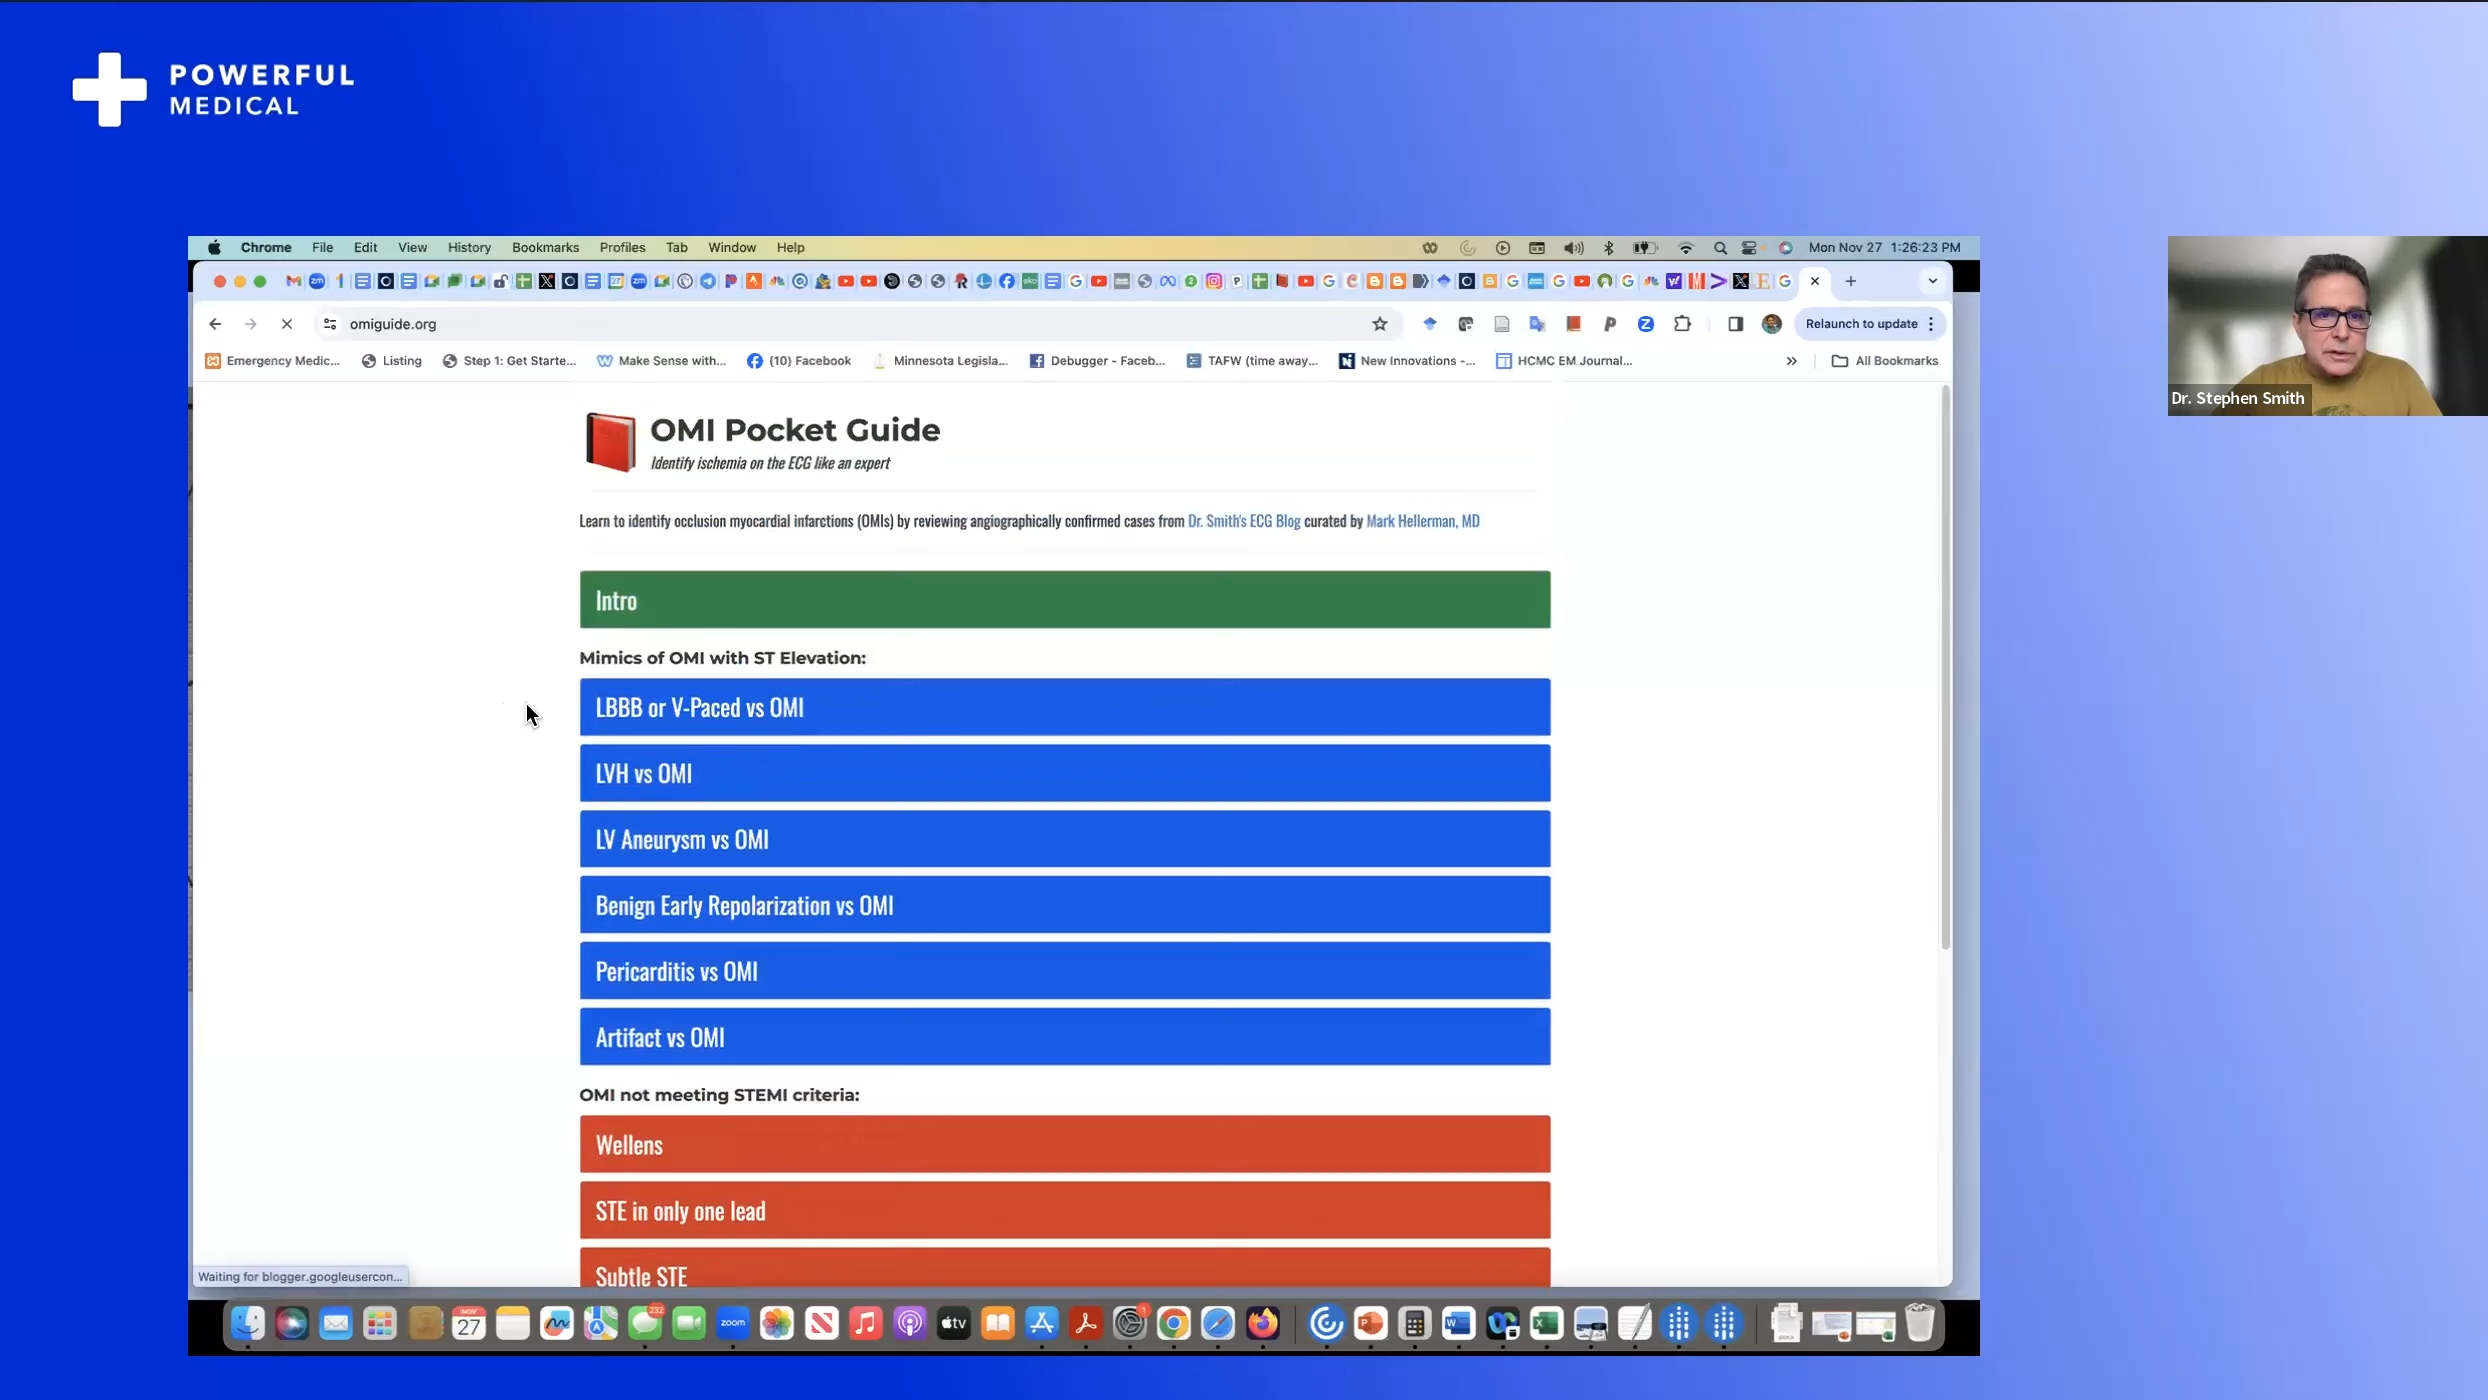 POWERFUL
MEDICAL
Chrome File Edit View History Bookmarks Profiles Tab Window Help Mon Nov 27 1:26:23 PM
omiguide.org Relaunch to update
Emergency Medic... Listing Step 1: Get Starte... Make Sense with... (10) Facebook Minnesota Legisla... Debugger - Faceb... TAFW (time away... New Innovations -... HCMC EM Journal... » All Bookmarks
OMI Pocket Guide
Identify ischemia on the ECG like an expert
Learn to identify occlusion myocardial infarctions (OMIs) by reviewing angiographically confirmed cases from Dr. Smith's ECG Blog curated by Mark Hellerman, MD
Intro
Mimics of OMI with ST Elevation:
LBBB or V-Paced vs OMI
LVH vs OMI
LV Aneurysm vs OMI
Benign Early Repolarization vs OMI
Pericarditis vs OMI
Artifact vs OMI
OMI not meeting STEMI criteria:
Wellens
STE in only one lead
Subtle STE
Waiting for blogger.googleusercon...
NOV
27
232
zoom
tv
1
Dr. Stephen Smith